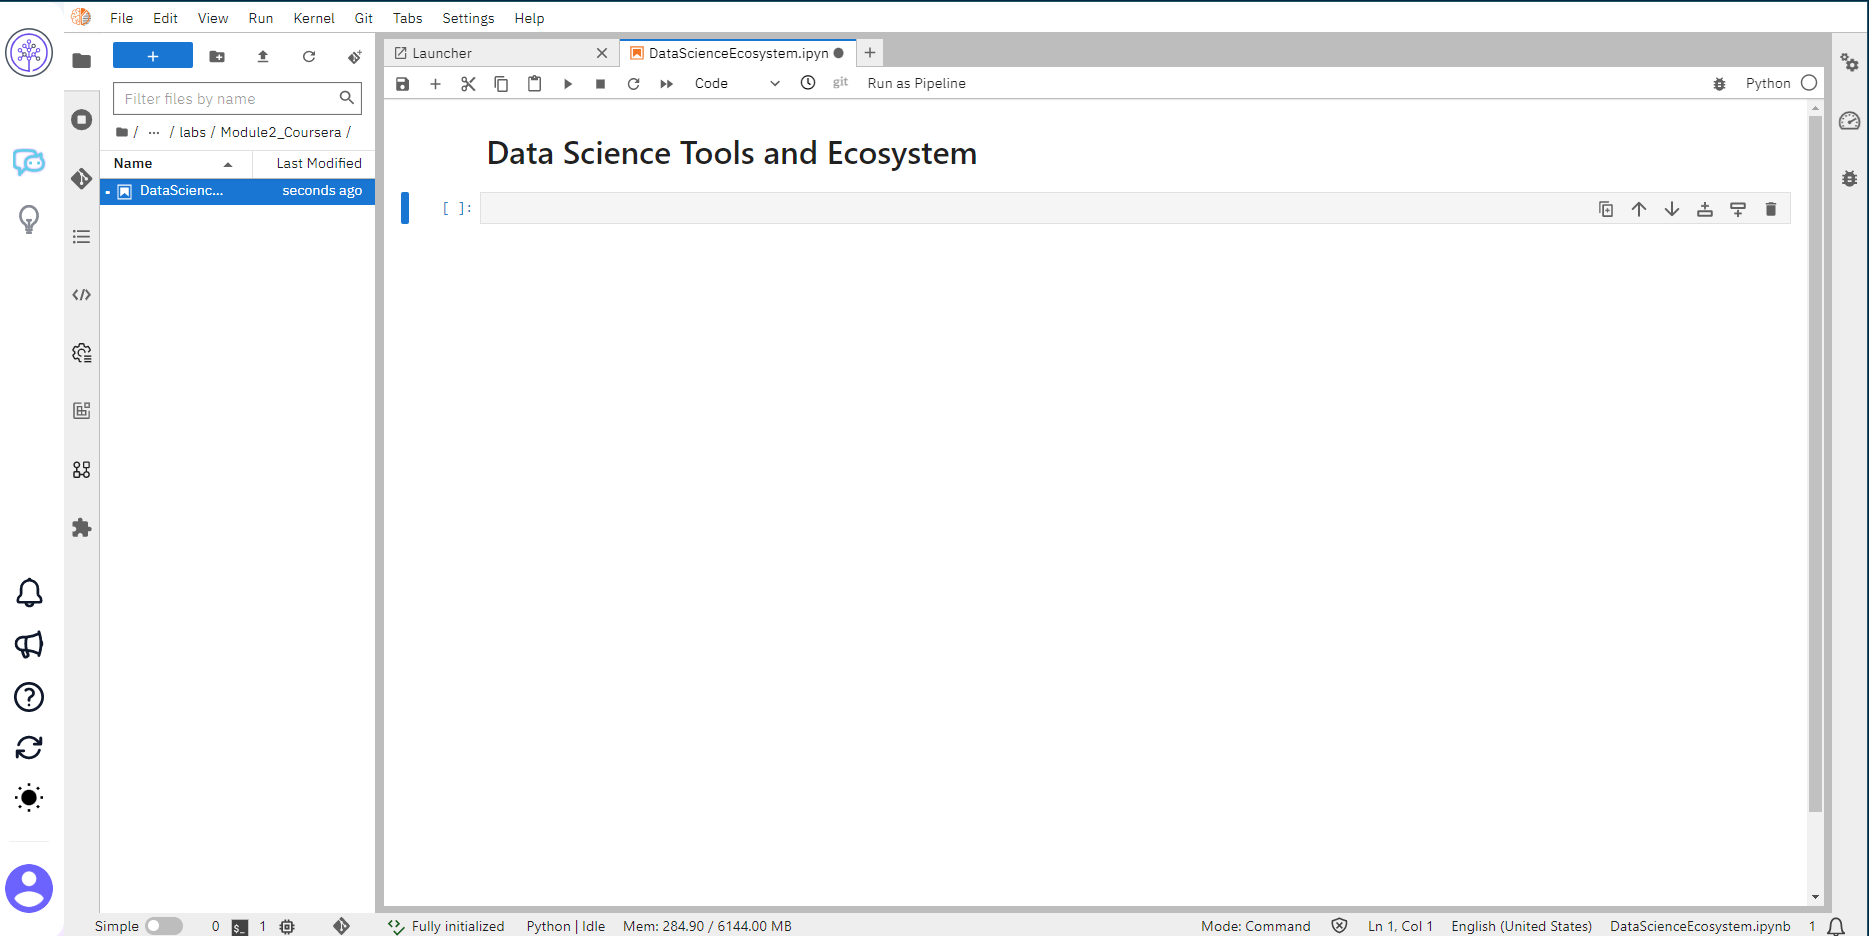 File Edit View Run Kernel Git Tabs Settings Help
+
Filter files by name
/ ··· / labs / Module2_Coursera /
Name Last Modified
DataScienc... seconds ago
Launcher
DataScienceEcosystem.ipyn
Code git Run as Pipeline Python
Data Science Tools and Ecosystem
[ ]:
Simple 0 $_ 1 Fully initialized Python | Idle Mem: 284.90 / 6144.00 MB Mode: Command Ln 1, Col 1 English (United States) DataScienceEcosystem.ipynb 1